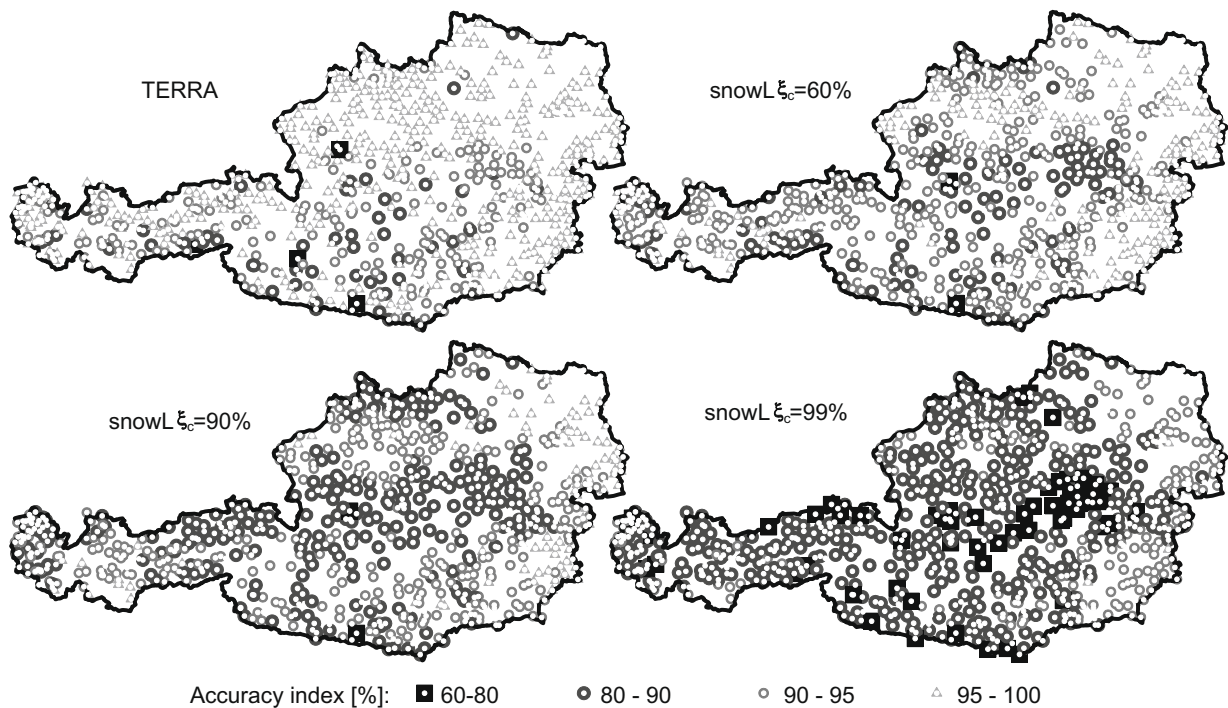 TERRA
snowL ξc=60%
snowL ξc=90%
snowL ξc=99%
Accuracy index [%]: 60-80 80 - 90 90 - 95 95 - 100